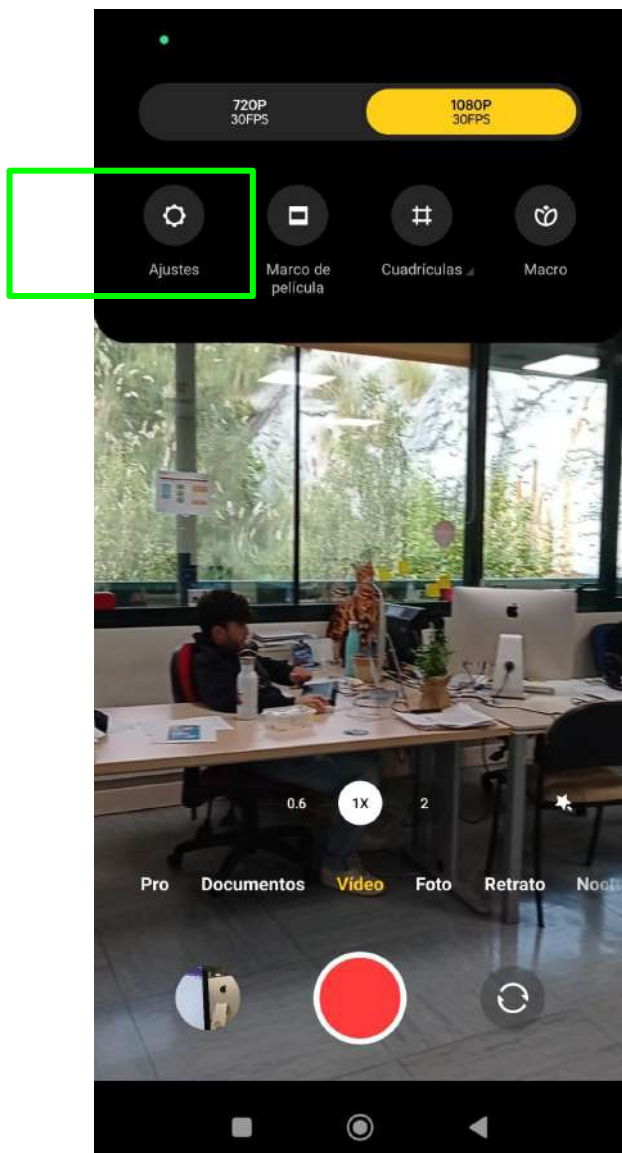 720P
30FPS
1080P
30FPS
Ajustes
Marco de
película
Cuadrículas
Macro
0.6
1X
2
Pro
Documentos
Vídeo
Foto
Retrato